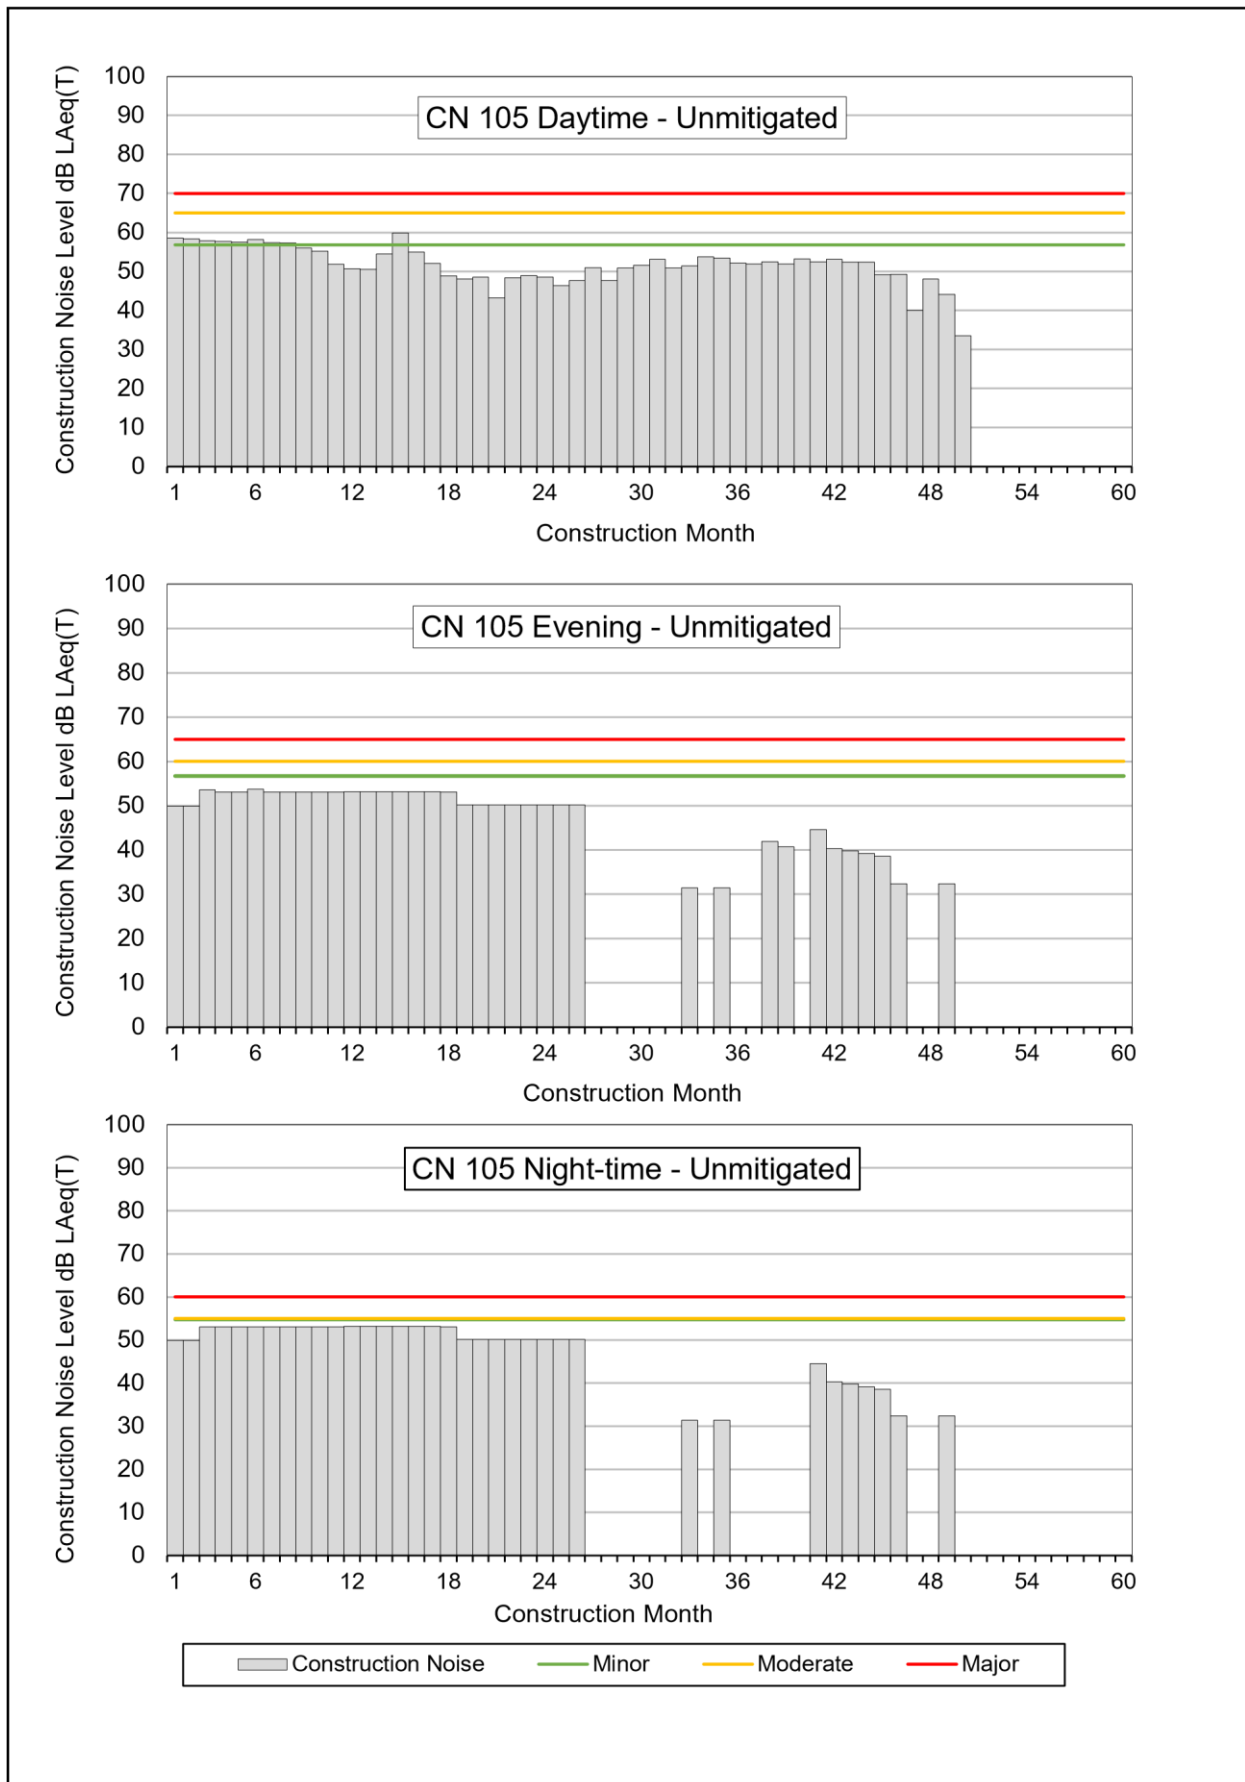 CN 105 Daytime - Unmitigated
Construction Noise Level dB LAeq(T)
100
90
80
70
60
50
40
30
20
10
0
1 6 12 18 24 30 36 42 48 54 60
Construction Month
CN 105 Evening - Unmitigated
Construction Noise Level dB LAeq(T)
100
90
80
70
60
50
40
30
20
10
0
1 6 12 18 24 30 36 42 48 54 60
Construction Month
CN 105 Night-time - Unmitigated
Construction Noise Level dB LAeq(T)
100
90
80
70
60
50
40
30
20
10
0
1 6 12 18 24 30 36 42 48 54 60
Construction Month
Construction Noise Minor Moderate Major